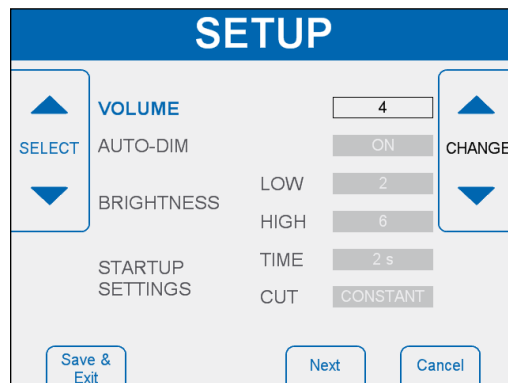 SETUP
VOLUME 4
SELECT AUTO-DIM ON CHANGE
LOW 2
BRIGHTNESS
HIGH 6
TIME 2 s
STARTUP
SETTINGS
CUT CONSTANT
Save &
Exit
Next
Cancel